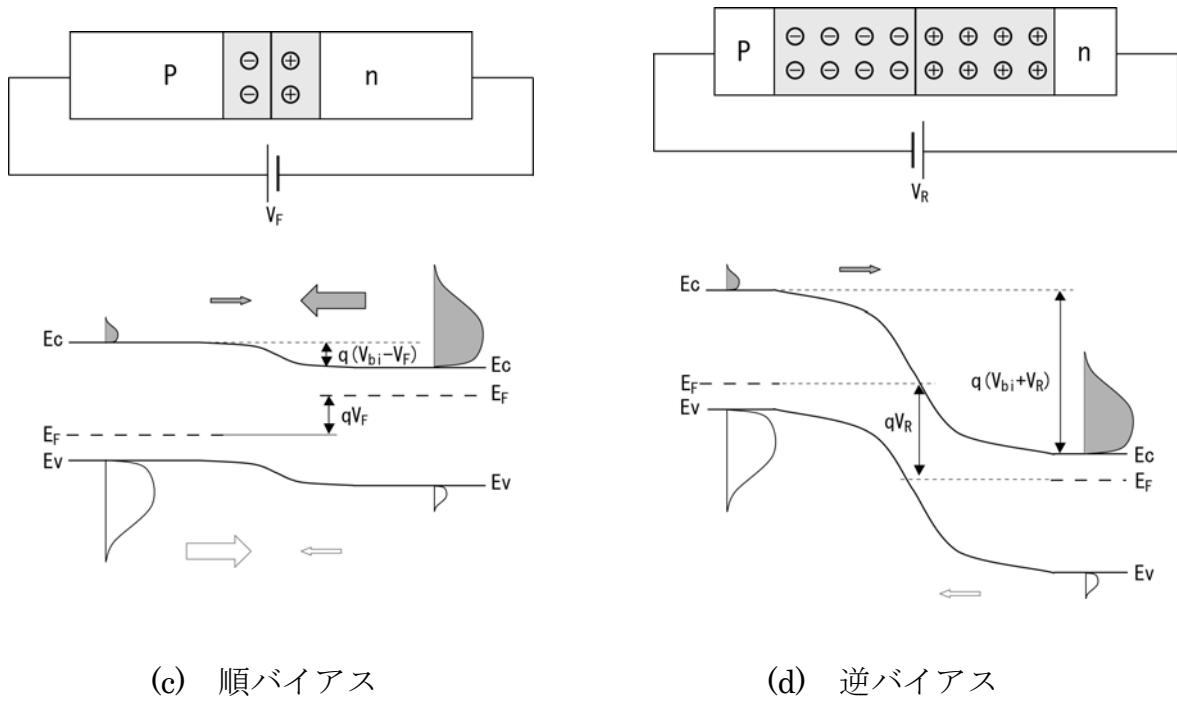 P ⊖ ⊕ n
⊖ ⊕
V_F
Ec
q(V_bi−V_F)
Ec
E_F
qV_F
E_F
Ev
Ev
(c) 順バイアス
P ⊖ ⊖ ⊖ ⊖ ⊕ ⊕ ⊕ ⊕ n
⊖ ⊖ ⊖ ⊖ ⊕ ⊕ ⊕ ⊕
V_R
Ec
E_F
q(V_bi+V_R)
Ev
qV_R
Ec
E_F
Ev
(d) 逆バイアス